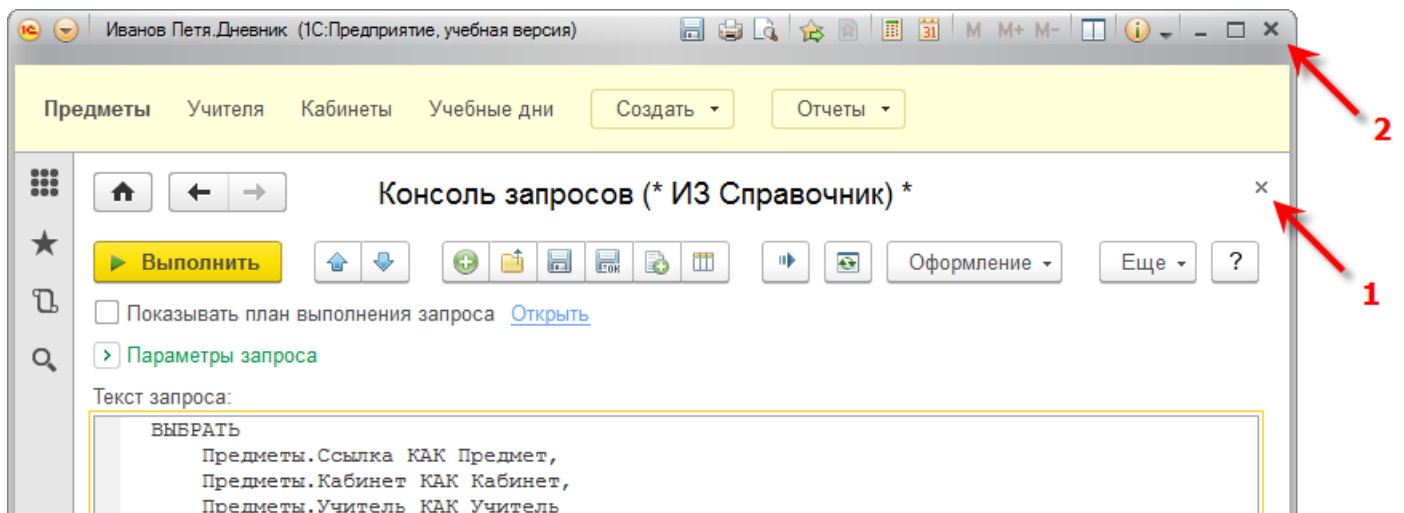 Иванов Петя.Дневник (1С:Предприятие, учебная версия) 31 M M+ M-
2
Предметы Учителя Кабинеты Учебные дни Создать Отчеты
Консоль запросов (* ИЗ Справочник) *
Выполнить Оформление Еще ?
1
Показывать план выполнения запроса Открыть
Параметры запроса
Текст запроса:
ВЫБРАТЬ
Предметы.Ссылка КАК Предмет,
Предметы.Кабинет КАК Кабинет,
Предметы.Учитель КАК Учитель